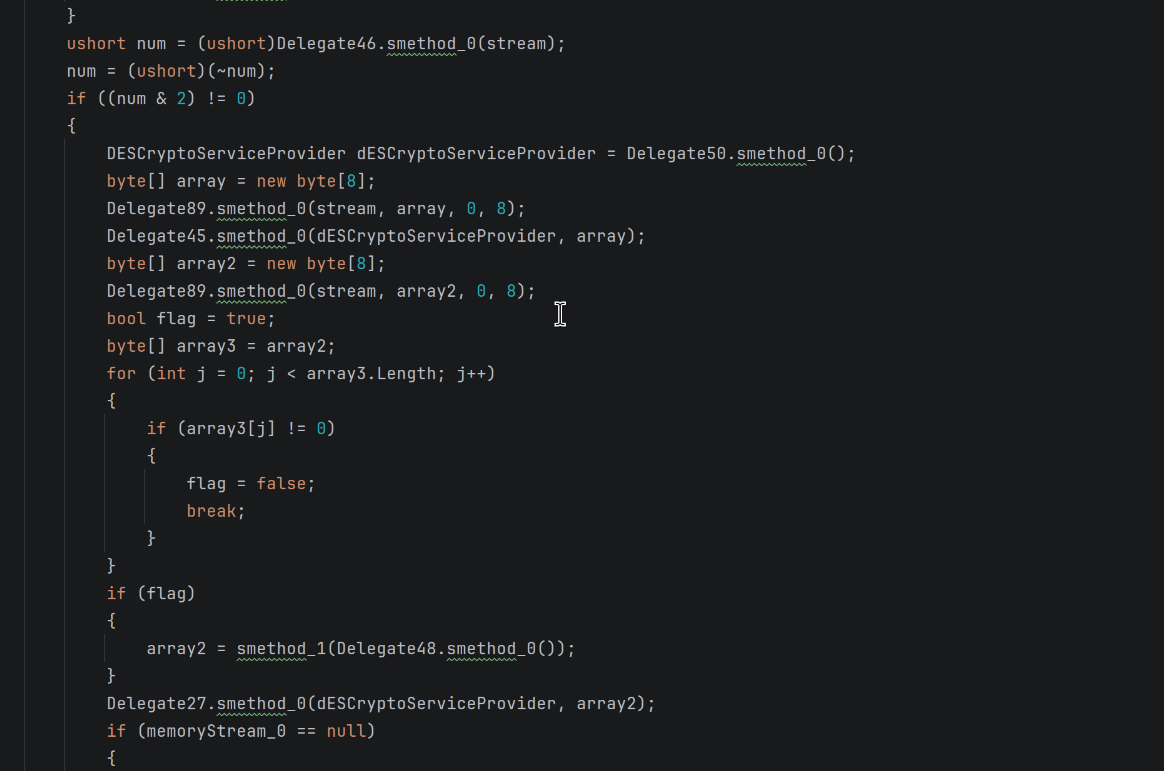 }
ushort num = (ushort)Delegate46.smethod_0(stream);
num = (ushort)(~num);
if ((num & 2) != 0)
{
DESCryptoServiceProvider dESCryptoServiceProvider = Delegate50.smethod_0();
byte[] array = new byte[8];
Delegate89.smethod_0(stream, array, 0, 8);
Delegate45.smethod_0(dESCryptoServiceProvider, array);
byte[] array2 = new byte[8];
Delegate89.smethod_0(stream, array2, 0, 8);
bool flag = true;
byte[] array3 = array2;
for (int j = 0; j < array3.Length; j++)
{
if (array3[j] != 0)
{
flag = false;
break;
}
}
if (flag)
{
array2 = smethod_1(Delegate48.smethod_0());
}
Delegate27.smethod_0(dESCryptoServiceProvider, array2);
if (memoryStream_0 == null)
{